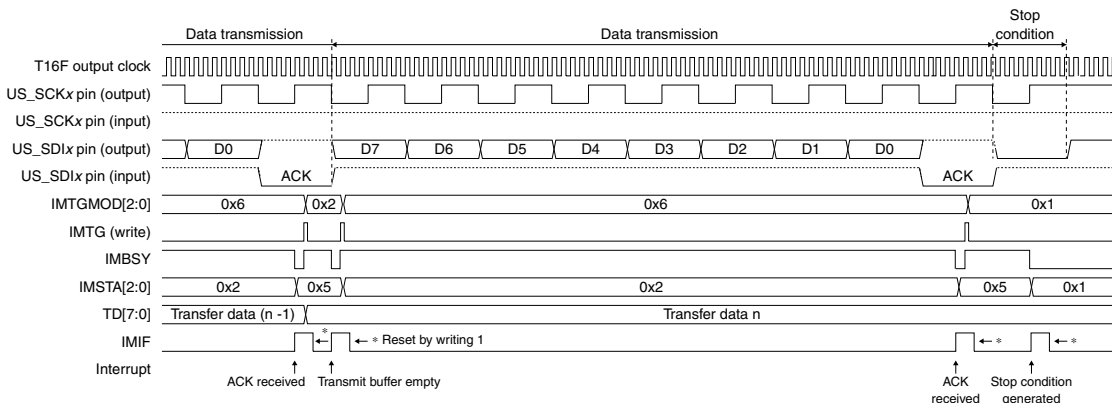 Data transmission Data transmission Stop condition
T16F output clock
US_SCKx pin (output)
US_SCKx pin (input)
US_SDIx pin (output) D0 D7 D6 D5 D4 D3 D2 D1 D0
US_SDIx pin (input) ACK ACK
IMTGMOD[2:0] 0x6 0x2 0x6 0x1
IMTG (write)
IMBSY
IMSTA[2:0] 0x2 0x5 0x2 0x5 0x1
TD[7:0] Transfer data (n -1) Transfer data n
IMIF * * Reset by writing 1 * *
Interrupt
ACK received Transmit buffer empty ACK received Stop condition generated